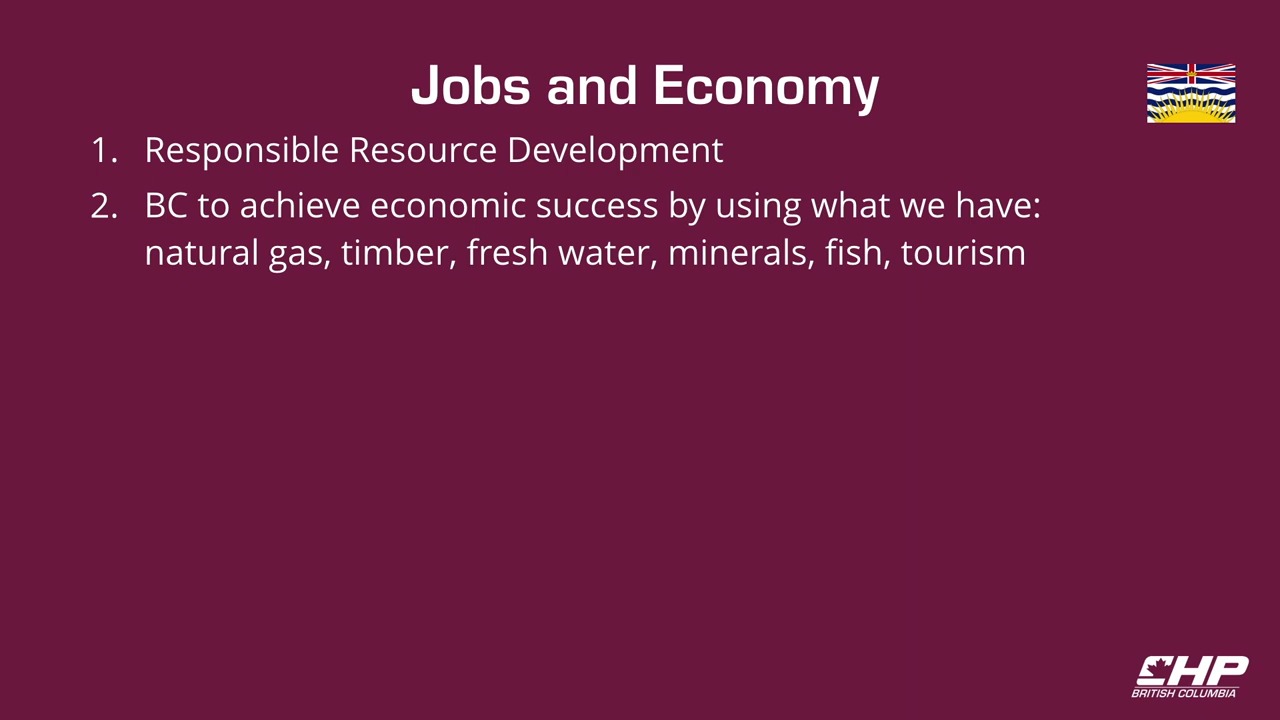 Jobs and Economy
1. Responsible Resource Development
2. BC to achieve economic success by using what we have:
natural gas, timber, fresh water, minerals, fish, tourism
CHP
BRITISH COLUMBIA